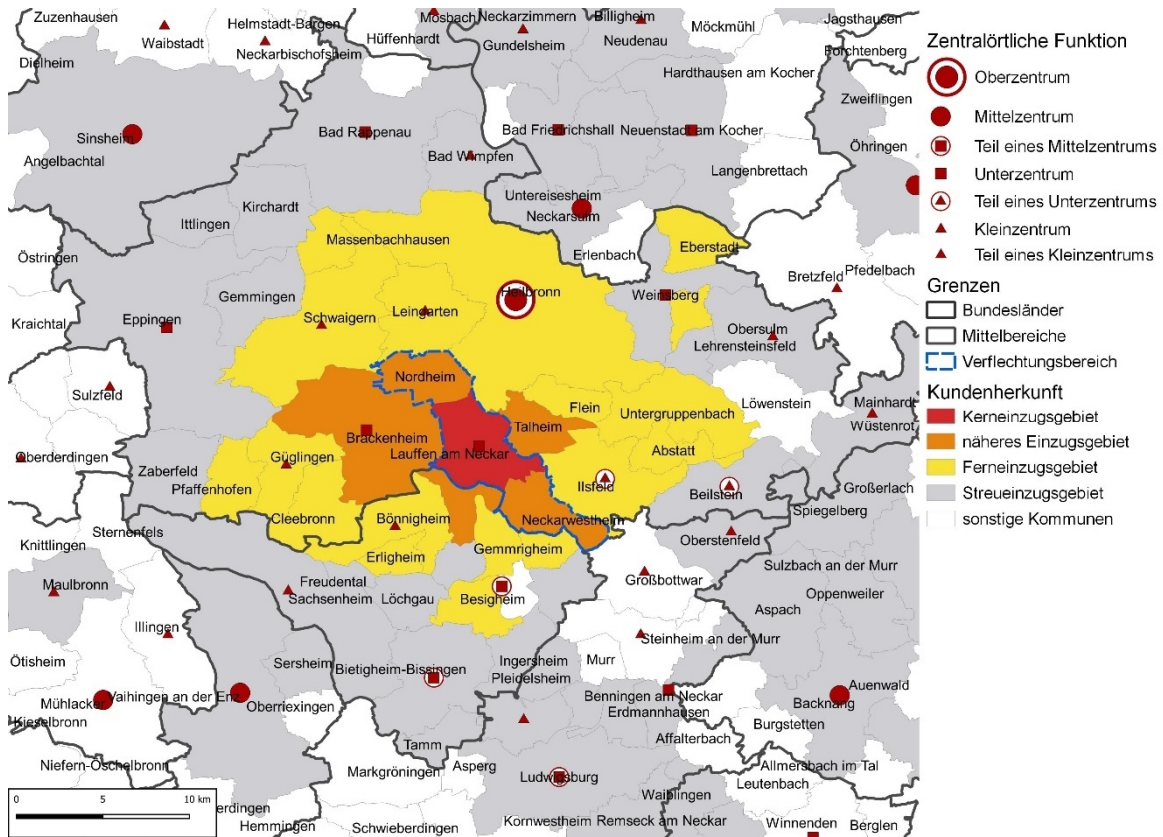 Zuzenhausen
Helmstadt-Bargen
Mosbach
Neckarzimmern
Billigheim
Jagsthausen
Waibstadt
Neckarbischofsheim
Hüffenhardt
Gundelsheim
Neudenau
Möckmühl
Forchtenberg
Dielheim
Hardthausen am Kocher
Zweiflingen
Sinsheim
Bad Rappenau
Bad Friedrichshall
Neuenstadt am Kocher
Öhringen
Angelbachtal
Bad Wimpfen
Langenbrettach
Kirchardt
Untereisesheim
Ittlingen
Neckarsulm
Östringen
Massenbachhausen
Erlenbach
Eberstadt
Bretzfeld
Pfedelbach
Gemmingen
Heilbronn
Weinsberg
Kraichtal
Eppingen
Schwaigern
Leingarten
Obersulm
Lehrensteinsfeld
Nordheim
Sulzfeld
Flein
Untergruppenbach
Löwenstein
Mainhardt
Wüstenrot
Brackenheim
Talheim
Lauffen am Neckar
Abstatt
Oberderdingen
Zaberfeld
Güglingen
Pfaffenhofen
Ilsfeld
Beilstein
Großerlach
Cleebronn
Bönnigheim
Neckarwestheim
Spiegelberg
Sternenfels
Knittlingen
Erligheim
Gemmrigheim
Oberstenfeld
Maulbronn
Freudental
Sachsenheim
Löchgau
Besigheim
Großbottwar
Sulzbach an der Murr
Oppenweiler
Aspach
Illingen
Steinheim an der Murr
Ötisheim
Sersheim
Bietigheim-Bissingen
Ingersheim
Pleidelsheim
Murr
Mühlacker
Vaihingen an der Enz
Oberriexingen
Benningen am Neckar
Erdmannhausen
Auenwald
Backnang
Kieselbronn
Burgstetten
Tamm
Affalterbach
Niefern-Öschelbronn
Markgröningen
Asperg
Allmersbach im Tal
Leutenbach
Ludwigsburg
Waiblingen
erdingen
Hemmingen
Schwieberdingen
Kornwestheim
Remseck am Neckar
Winnenden
Berglen
0 5 10 km
Zentralörtliche Funktion
Oberzentrum
Mittelzentrum
Teil eines Mittelzentrums
Unterzentrum
Teil eines Unterzentrums
Kleinzentrum
Teil eines Kleinzentrums
Grenzen
Bundesländer
Mittelbereiche
Verflechtungsbereich
Kundenherkunft
Kerneinzugsgebiet
näheres Einzugsgebiet
Ferneinzugsgebiet
Streueinzugsgebiet
sonstige Kommunen